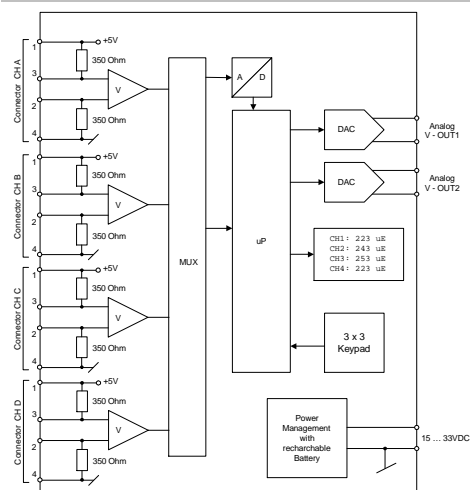 Connector CH A
1
3
2
4
+5V
350 Ohm
350 Ohm
V
Connector CH B
1
3
2
4
+5V
350 Ohm
350 Ohm
V
Connector CH C
1
3
2
4
+5V
350 Ohm
350 Ohm
V
Connector CH D
1
3
2
4
+5V
350 Ohm
350 Ohm
V
MUX
A
D
uP
DAC
Analog
V - OUT1
DAC
Analog
V - OUT2
CH1: 223 uE
CH2: 243 uE
CH3: 253 uE
CH4: 223 uE
3 x 3
Keypad
Power
Management
with
recharchable
Battery
15 ... 33VDC